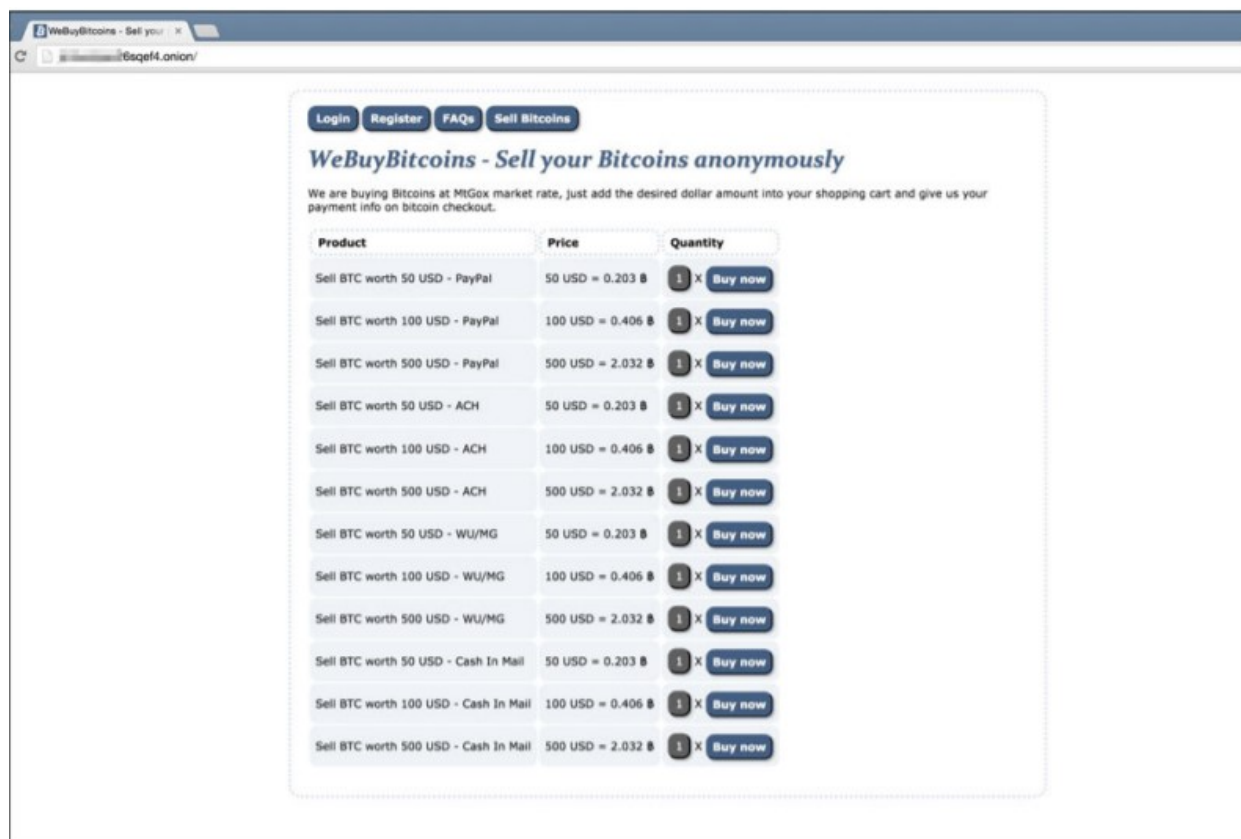 WeBuyBitcoins - Sell your
6sqef4.onion/
Login Register FAQs Sell Bitcoins
WeBuyBitcoins - Sell your Bitcoins anonymously
We are buying Bitcoins at MtGox market rate, just add the desired dollar amount into your shopping cart and give us your
payment info on bitcoin checkout.
Product Price Quantity
Sell BTC worth 50 USD - PayPal 50 USD = 0.203 ฿ 1 X Buy now
Sell BTC worth 100 USD - PayPal 100 USD = 0.406 ฿ 1 X Buy now
Sell BTC worth 500 USD - PayPal 500 USD = 2.032 ฿ 1 X Buy now
Sell BTC worth 50 USD - ACH 50 USD = 0.203 ฿ 1 X Buy now
Sell BTC worth 100 USD - ACH 100 USD = 0.406 ฿ 1 X Buy now
Sell BTC worth 500 USD - ACH 500 USD = 2.032 ฿ 1 X Buy now
Sell BTC worth 50 USD - WU/MG 50 USD = 0.203 ฿ 1 X Buy now
Sell BTC worth 100 USD - WU/MG 100 USD = 0.406 ฿ 1 X Buy now
Sell BTC worth 500 USD - WU/MG 500 USD = 2.032 ฿ 1 X Buy now
Sell BTC worth 50 USD - Cash In Mail 50 USD = 0.203 ฿ 1 X Buy now
Sell BTC worth 100 USD - Cash In Mail 100 USD = 0.406 ฿ 1 X Buy now
Sell BTC worth 500 USD - Cash In Mail 500 USD = 2.032 ฿ 1 X Buy now